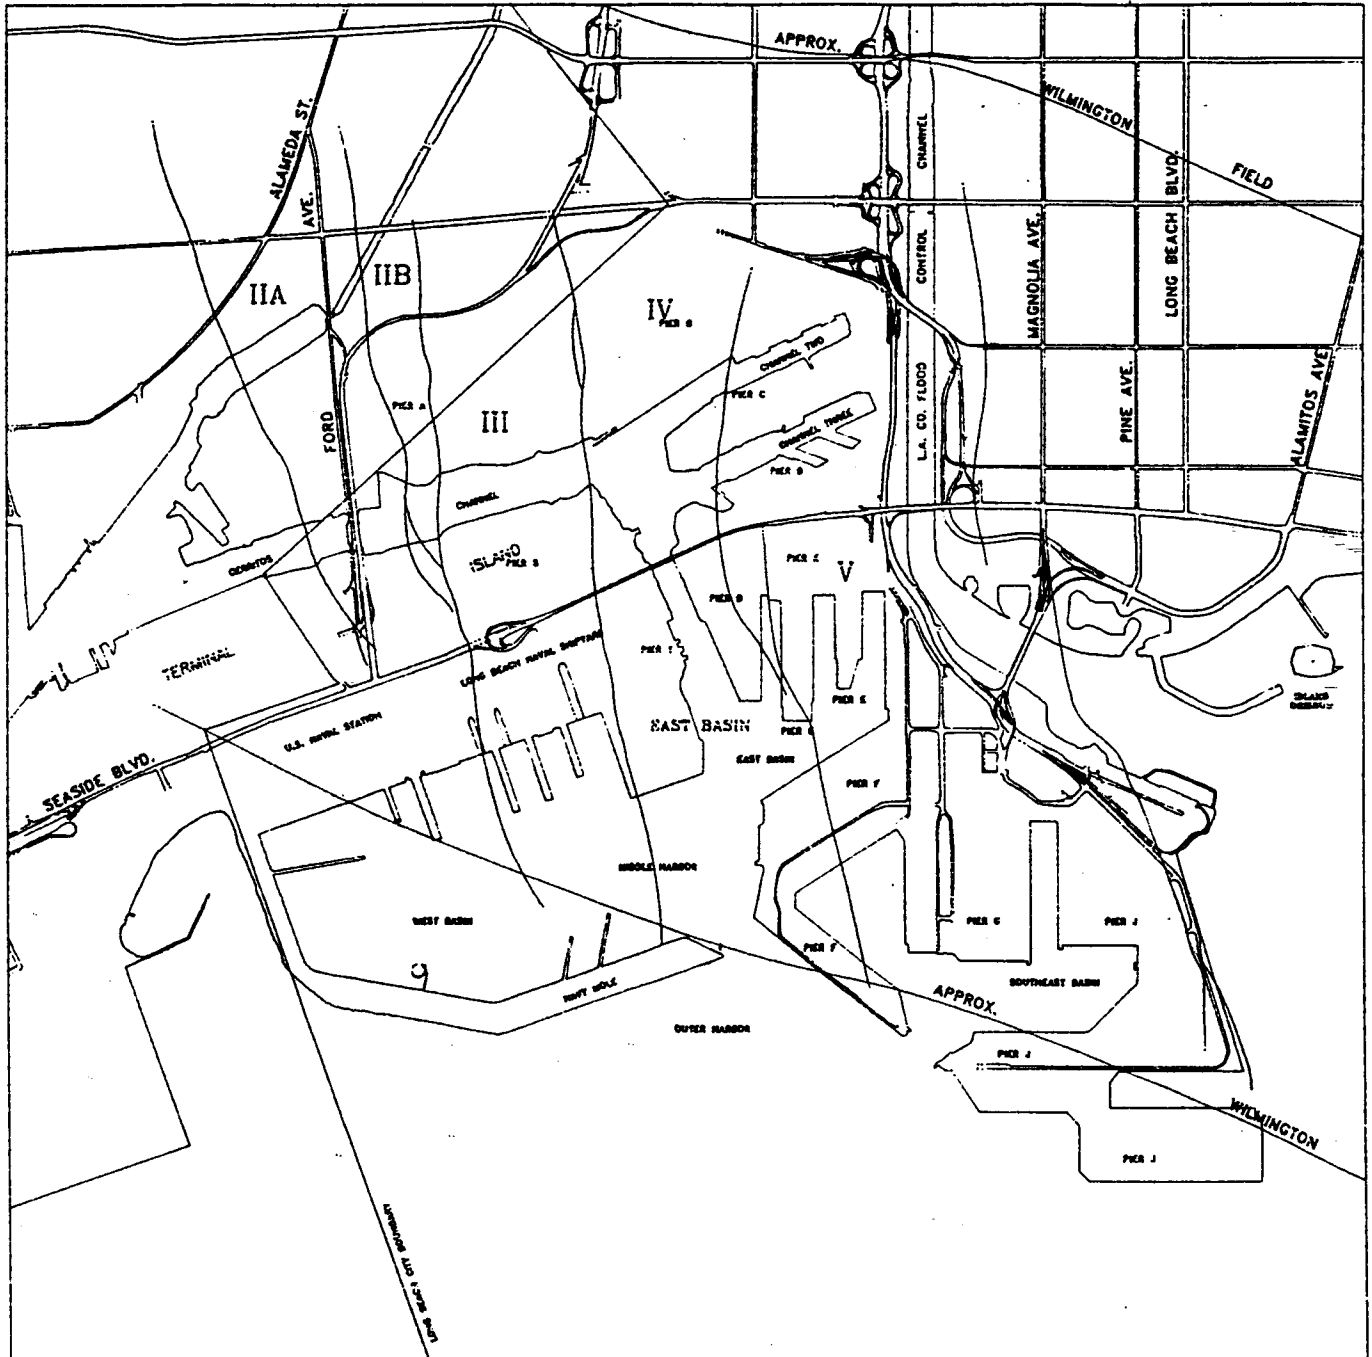 APPROX.
WILMINGTON
FIELD
ALAMEDA ST.
AVE.
CHANNEL
CONTROL
L.A. CO. FLOOD
MAGNOLIA AVE.
LONG BEACH BLVD.
IIA
IIB
IV
PIER B
CHANNEL TWO
PIER C
CHANNEL THREE
PIER A
III
FORD
PINE AVE.
ALAMITOS AVE.
PIER D
CHANNEL
CERRITOS
ISLAND
PIER S
PIER E
V
PIER D
TERMINAL
LONG BEACH NAVAL SHIPYARD
PIER T
U.S. NAVAL STATION
EAST BASIN
PIER E
EAST BASIN
ISLAND
SEASIDE BLVD.
PIER F
MIDDLE HARBOR
WEST BASIN
PIER G
PIER J
PIER F
NAVY MOLE
SOUTHEAST BASIN
APPROX.
OUTER HARBOR
PIER J
WILMINGTON
PIER J
LONG BEACH CITY BOUNDARY